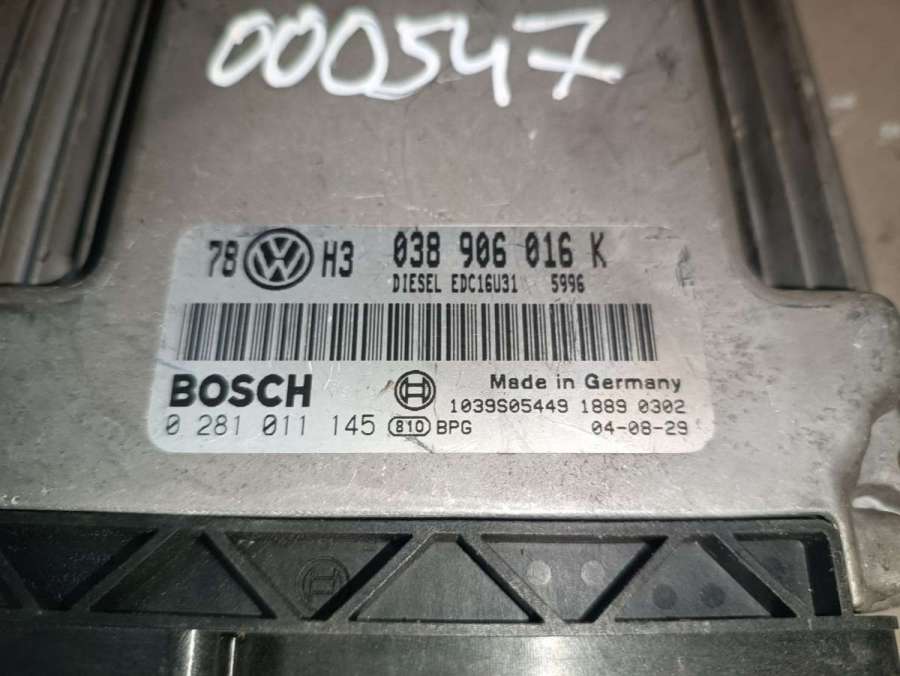 000547
78 VW H3 038 906 016 K
DIESEL EDC16U31 5996
BOSCH
Made in Germany
1039S05449 1889 0302
0 281 011 145 810 BPG 04-08-29